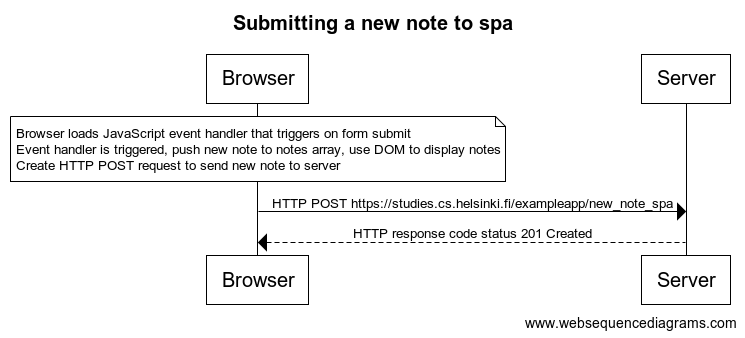 Submitting a new note to spa
Browser
Server
Browser loads JavaScript event handler that triggers on form submit
Event handler is triggered, push new note to notes array, use DOM to display notes
Create HTTP POST request to send new note to server
HTTP POST https://studies.cs.helsinki.fi/exampleapp/new_note_spa
HTTP response code status 201 Created
Browser
Server
www.websequencediagrams.com